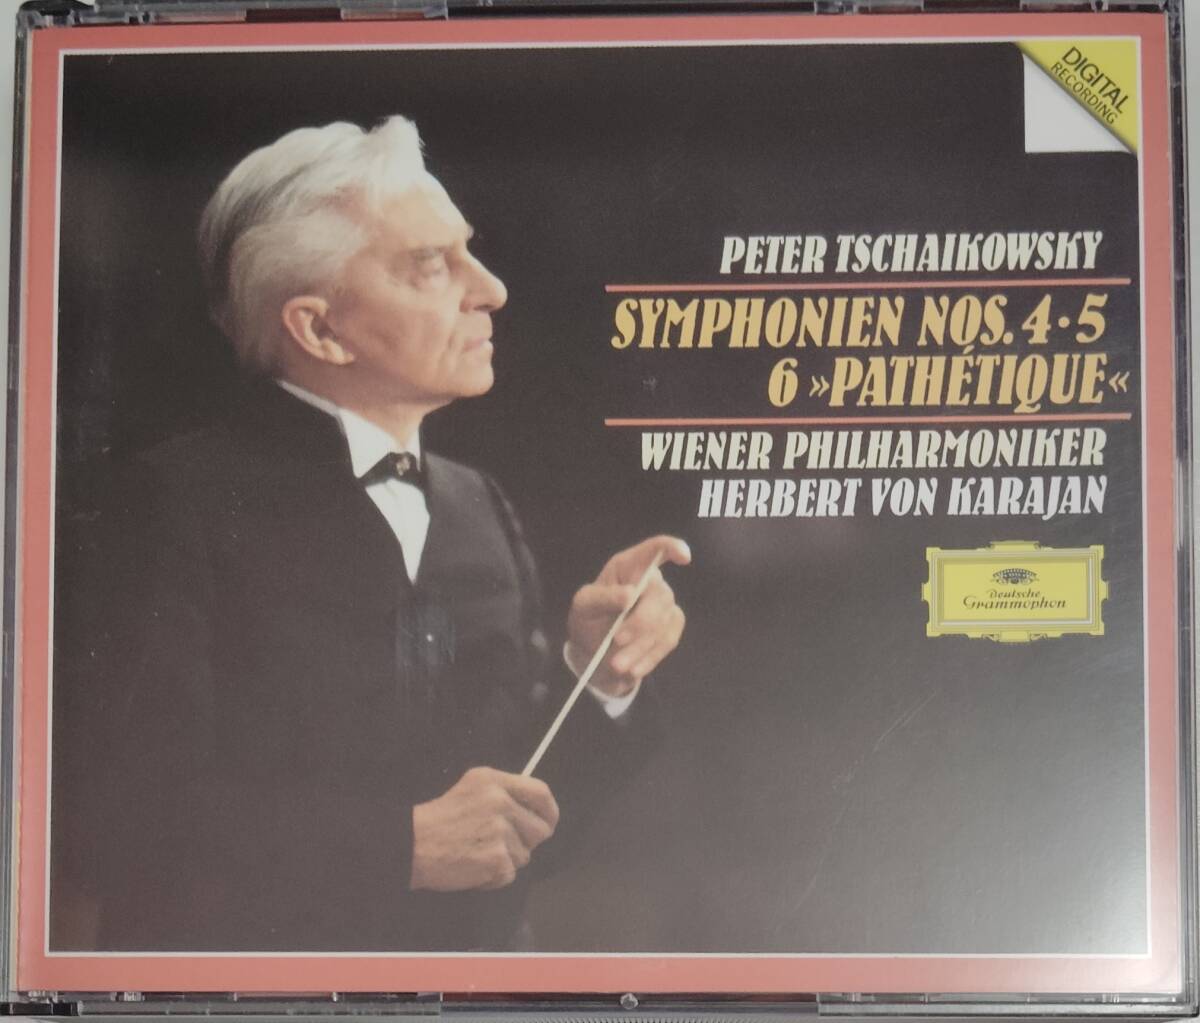 DIGITAL
RECORDING
PETER TSCHAIKOWSKY
SYMPHONIEN NOS. 4·5
6 »PATHÉTIQUE«
WIENER PHILHARMONIKER
HERBERT VON KARAJAN
Deutsche
Grammophon